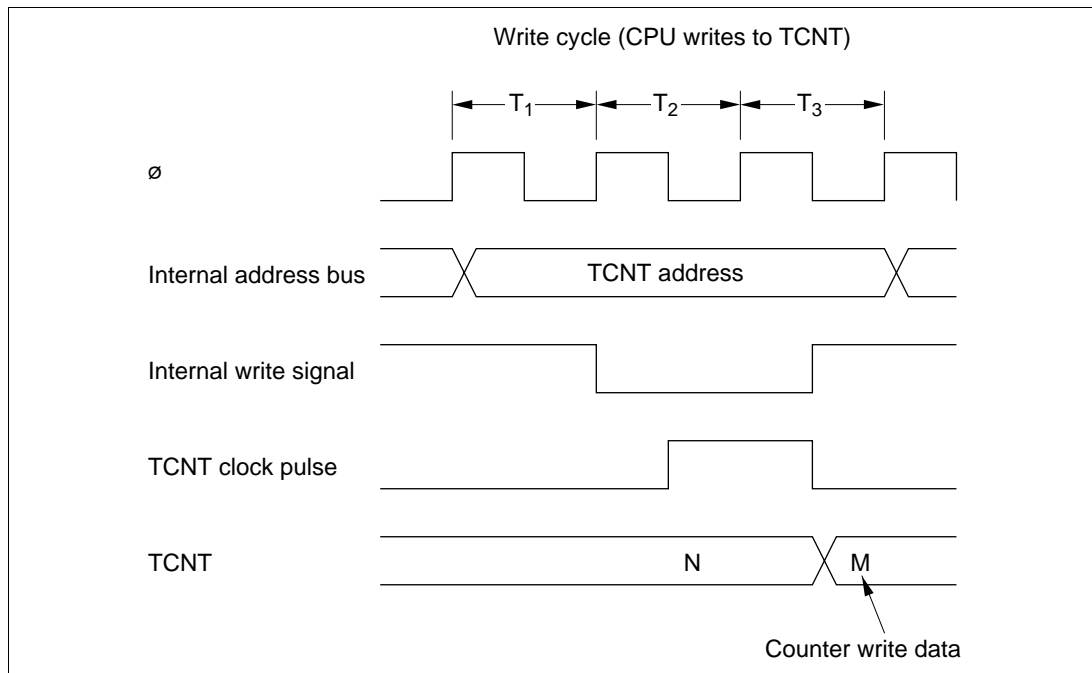 Write cycle (CPU writes to TCNT)
T1 T2 T3
ø
Internal address bus TCNT address
Internal write signal
TCNT clock pulse
TCNT N M
Counter write data